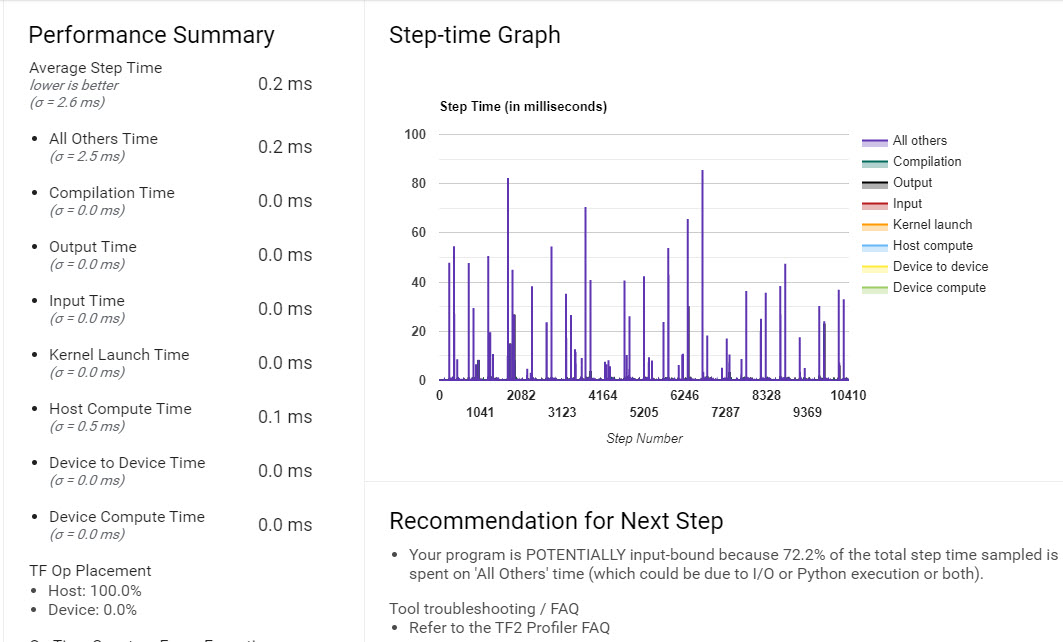 Performance Summary
Average Step Time
lower is better
(σ = 2.6 ms)
0.2 ms
• All Others Time
(σ = 2.5 ms)
0.2 ms
• Compilation Time
(σ = 0.0 ms)
0.0 ms
• Output Time
(σ = 0.0 ms)
0.0 ms
• Input Time
(σ = 0.0 ms)
0.0 ms
• Kernel Launch Time
(σ = 0.0 ms)
0.0 ms
• Host Compute Time
(σ = 0.5 ms)
0.1 ms
• Device to Device Time
(σ = 0.0 ms)
0.0 ms
• Device Compute Time
(σ = 0.0 ms)
0.0 ms
TF Op Placement
• Host: 100.0%
• Device: 0.0%
Step-time Graph
Step Time (in milliseconds)
100
80
60
40
20
0
0 2082 4164 6246 8328 10410
1041 3123 5205 7287 9369
Step Number
All others
Compilation
Output
Input
Kernel launch
Host compute
Device to device
Device compute
Recommendation for Next Step
• Your program is POTENTIALLY input-bound because 72.2% of the total step time sampled is
spent on 'All Others' time (which could be due to I/O or Python execution or both).
Tool troubleshooting / FAQ
• Refer to the TF2 Profiler FAQ